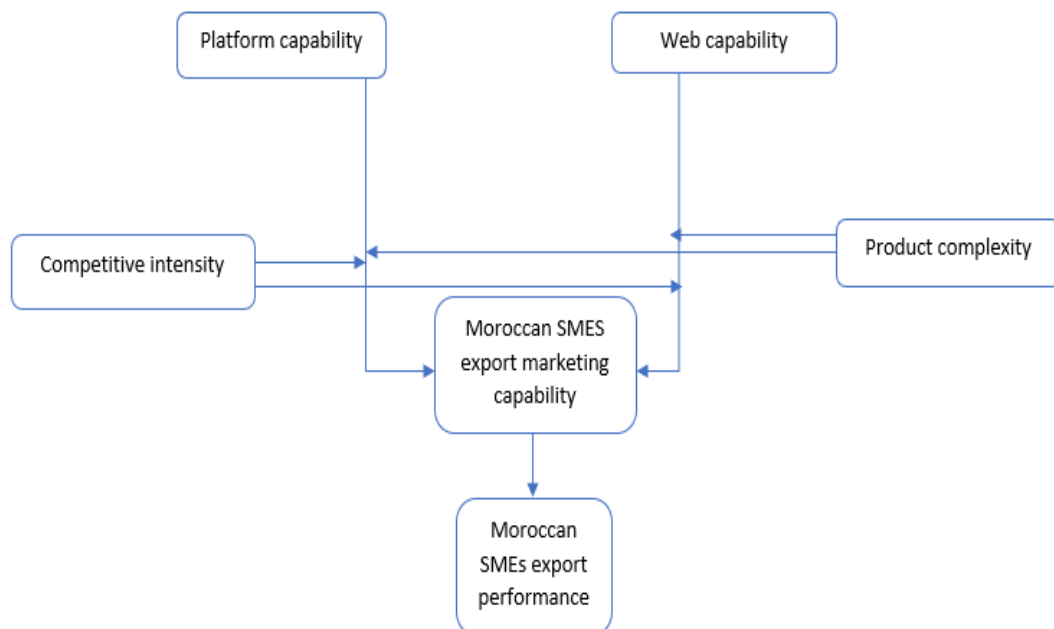 Platform capability
Web capability
Competitive intensity
Product complexity
Moroccan SMES
export marketing
capability
Moroccan
SMEs export
performance